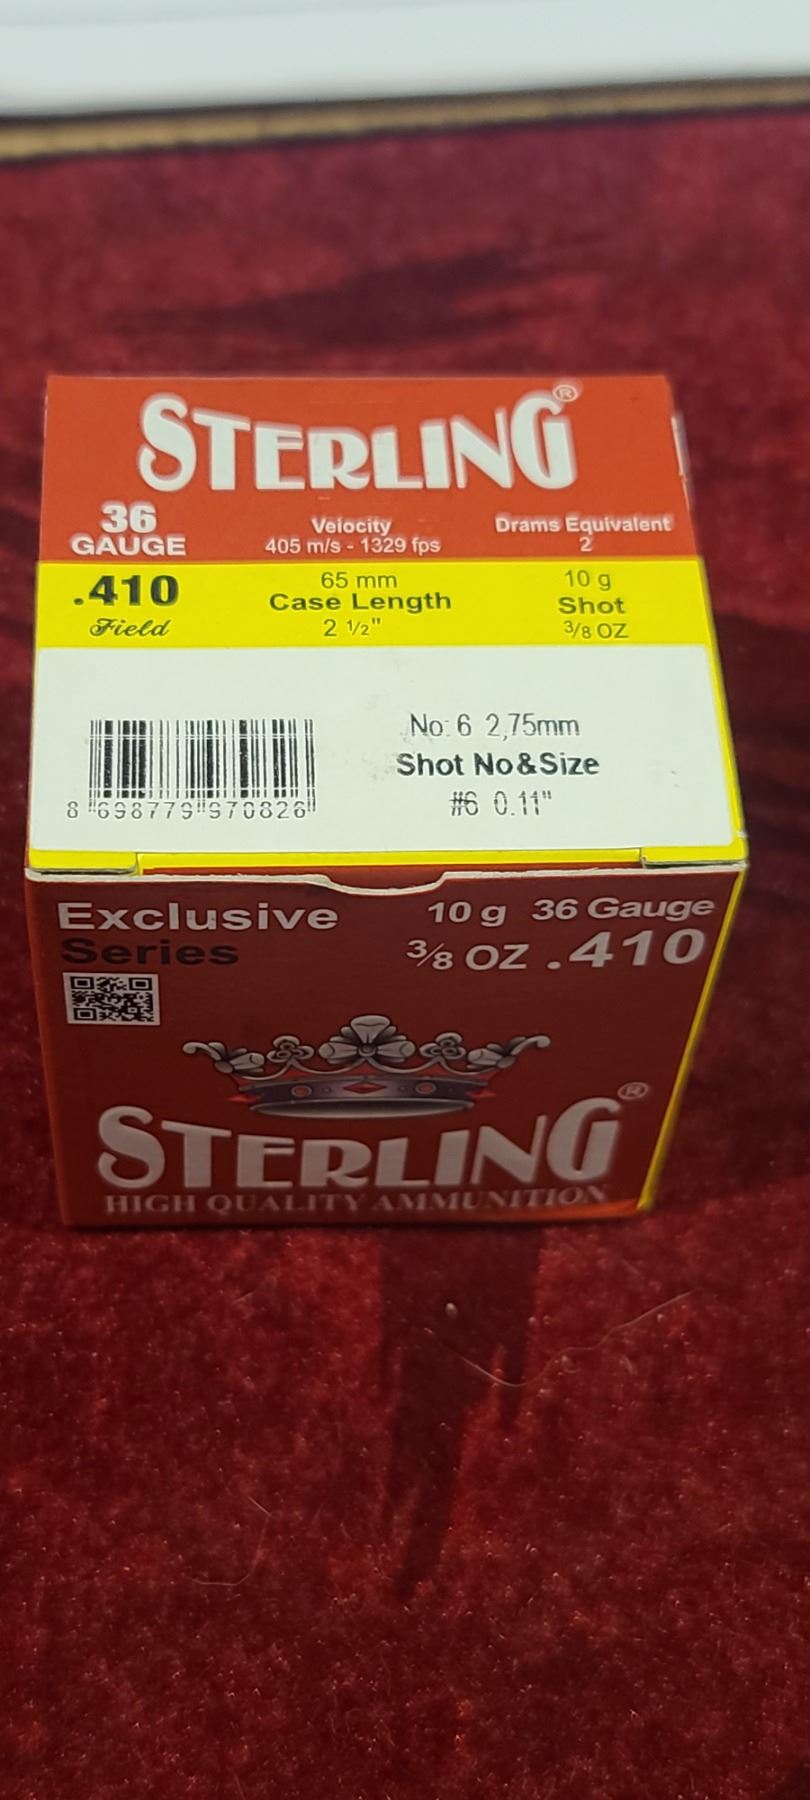 STERLING®
36 GAUGE
Velocity
405 m/s - 1329 fps
Drams Equivalent
2
.410
Field
65 mm
Case Length
2 1/2"
10 g
Shot
3/8 OZ
8 698779 970826
No: 6 2,75mm
Shot No&Size
#6 0.11"
Exclusive
Series
10 g 36 Gauge
3/8 OZ .410
STERLING®
HIGH QUALITY AMMUNITION